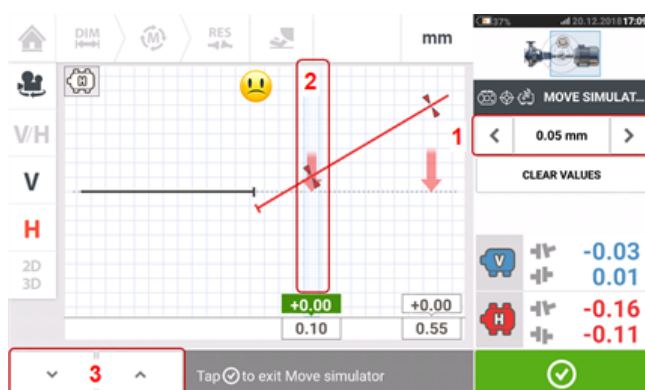 DIM
M
RES
mm
37%
20.12.2018 17:09
MOVE SIMULAT...
H
2
1
< 0.05 mm >
CLEAR VALUES
V/H
V
H
2D
3D
+0.00
+0.00
0.10
0.55
V
-0.03
0.01
H
-0.16
-0.11
3
Tap to exit Move simulator